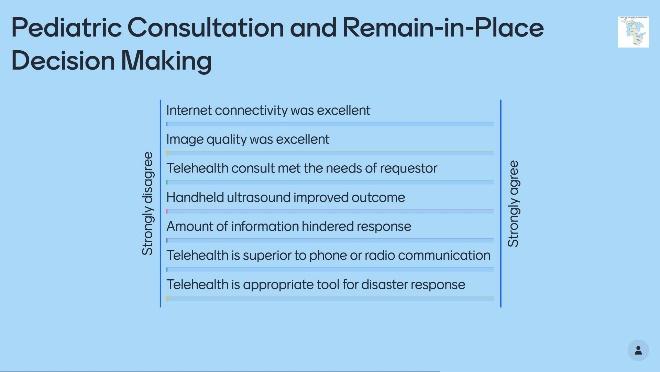 Pediatric Consultation and Remain-in-Place
Decision Making
Strongly disagree
Internet connectivity was excellent
Image quality was excellent
Telehealth consult met the needs of requestor
Handheld ultrasound improved outcome
Amount of information hindered response
Telehealth is superior to phone or radio communication
Telehealth is appropriate tool for disaster response
Strongly agree